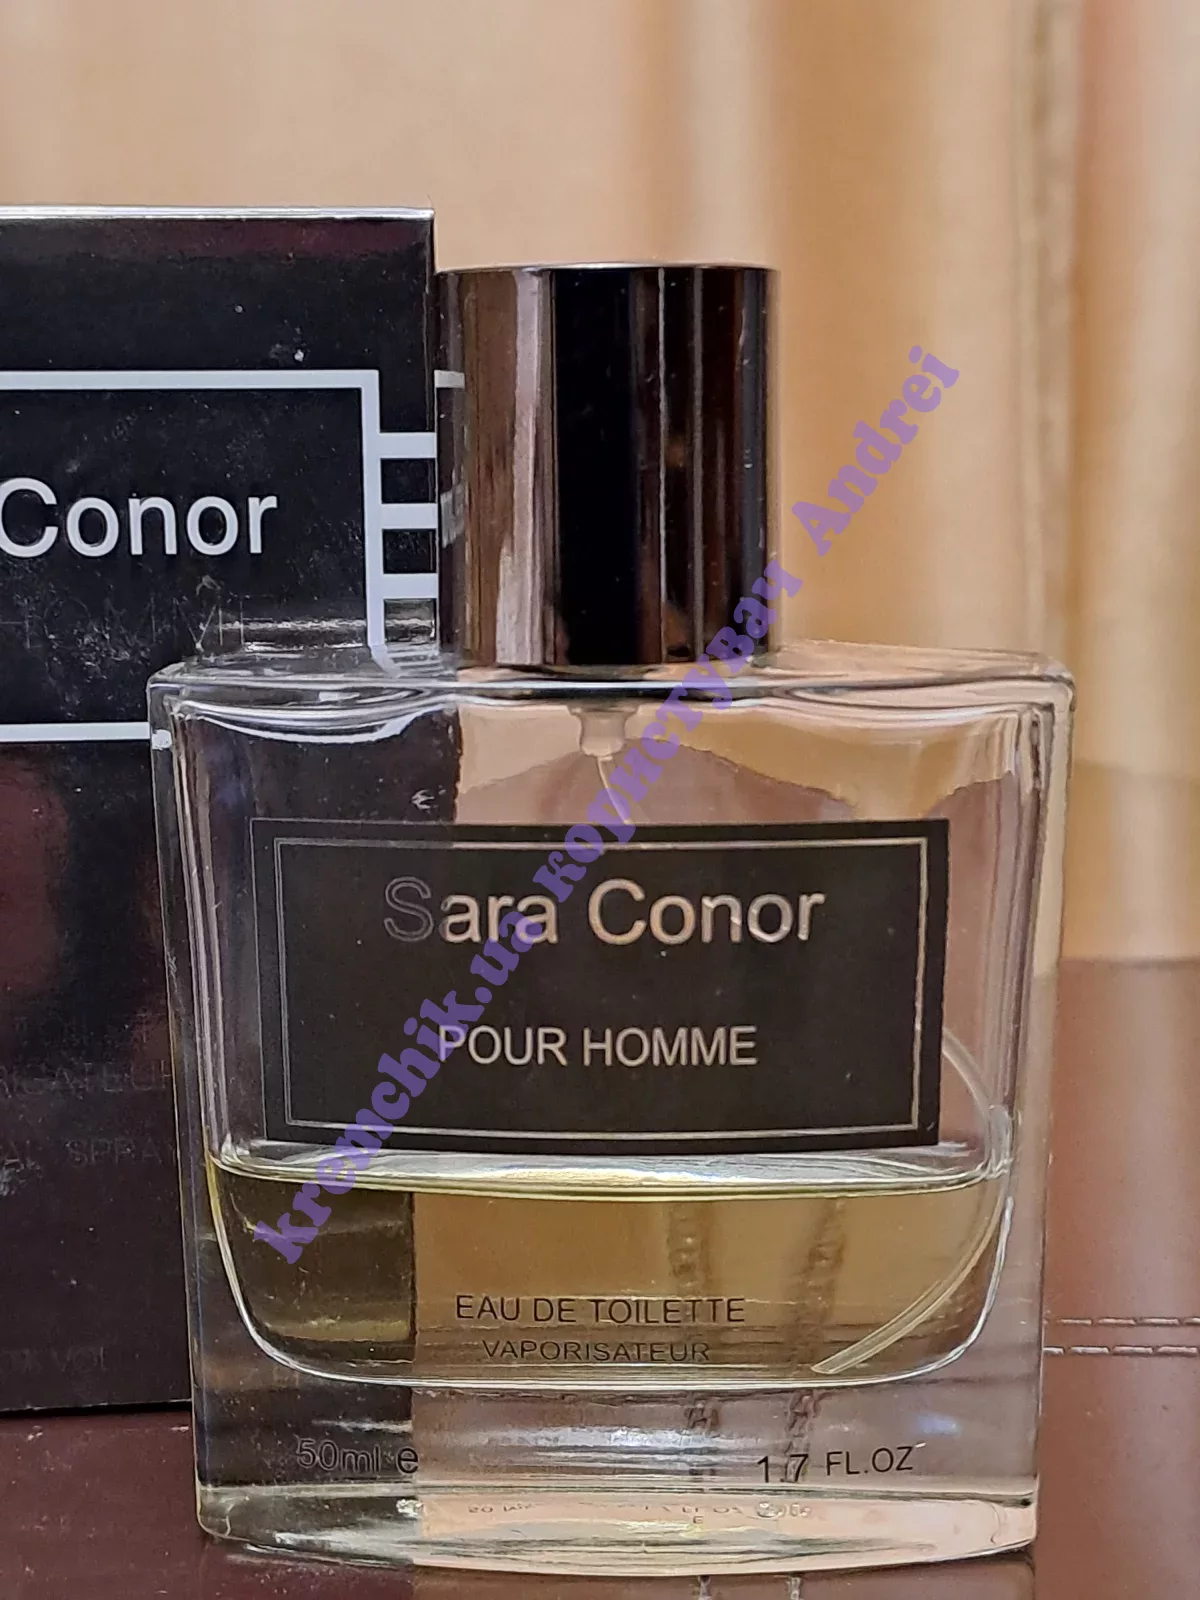 Conor
Sara Conor
POUR HOMME
EAU DE TOILETTE
VAPORISATEUR
50ml e
1.7 FL.OZ
kremchik.ua користувач Andrei